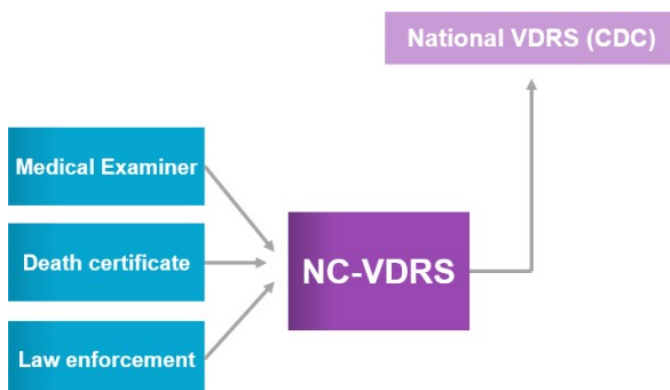 National VDRS (CDC)
Medical Examiner
Death certificate
NC-VDRS
Law enforcement